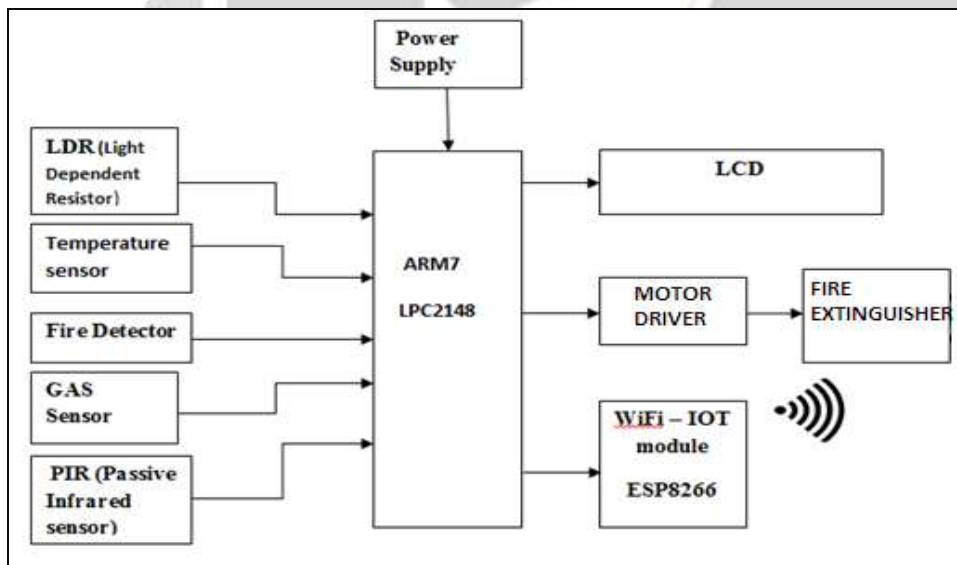 Power
Supply
LDR (Light
Dependent
Resistor)
Temperature
sensor
Fire Detector
GAS
Sensor
PIR (Passive
Infrared
sensor)
ARM7
LPC2148
LCD
MOTOR
DRIVER
FIRE
EXTINGUISHER
WiFi – IOT
module
ESP8266